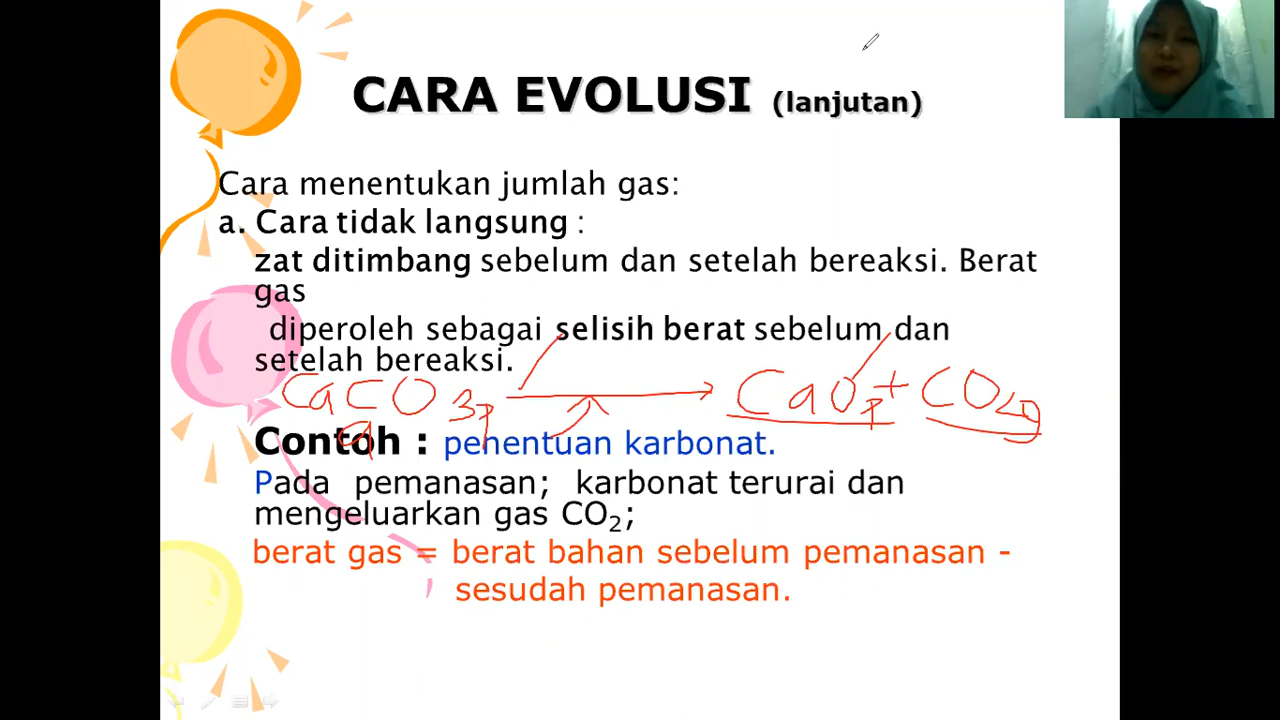 CARA EVOLUSI (lanjutan)
Cara menentukan jumlah gas:
a. Cara tidak langsung :
zat ditimbang sebelum dan setelah bereaksi. Berat
gas
diperoleh sebagai selisih berat sebelum dan
setelah bereaksi.
CaCO3 → CaO + CO2
Contoh : penentuan karbonat.
Pada pemanasan; karbonat terurai dan
mengeluarkan gas CO2;
berat gas = berat bahan sebelum pemanasan -
sesudah pemanasan.